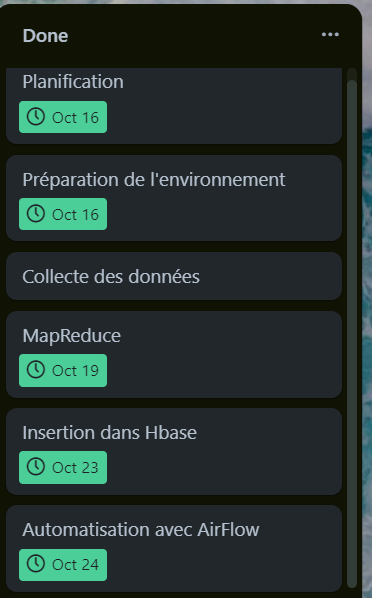 Done
Planification
Oct 16
Préparation de l'environnement
Oct 16
Collecte des données
MapReduce
Oct 19
Insertion dans Hbase
Oct 23
Automatisation avec AirFlow
Oct 24